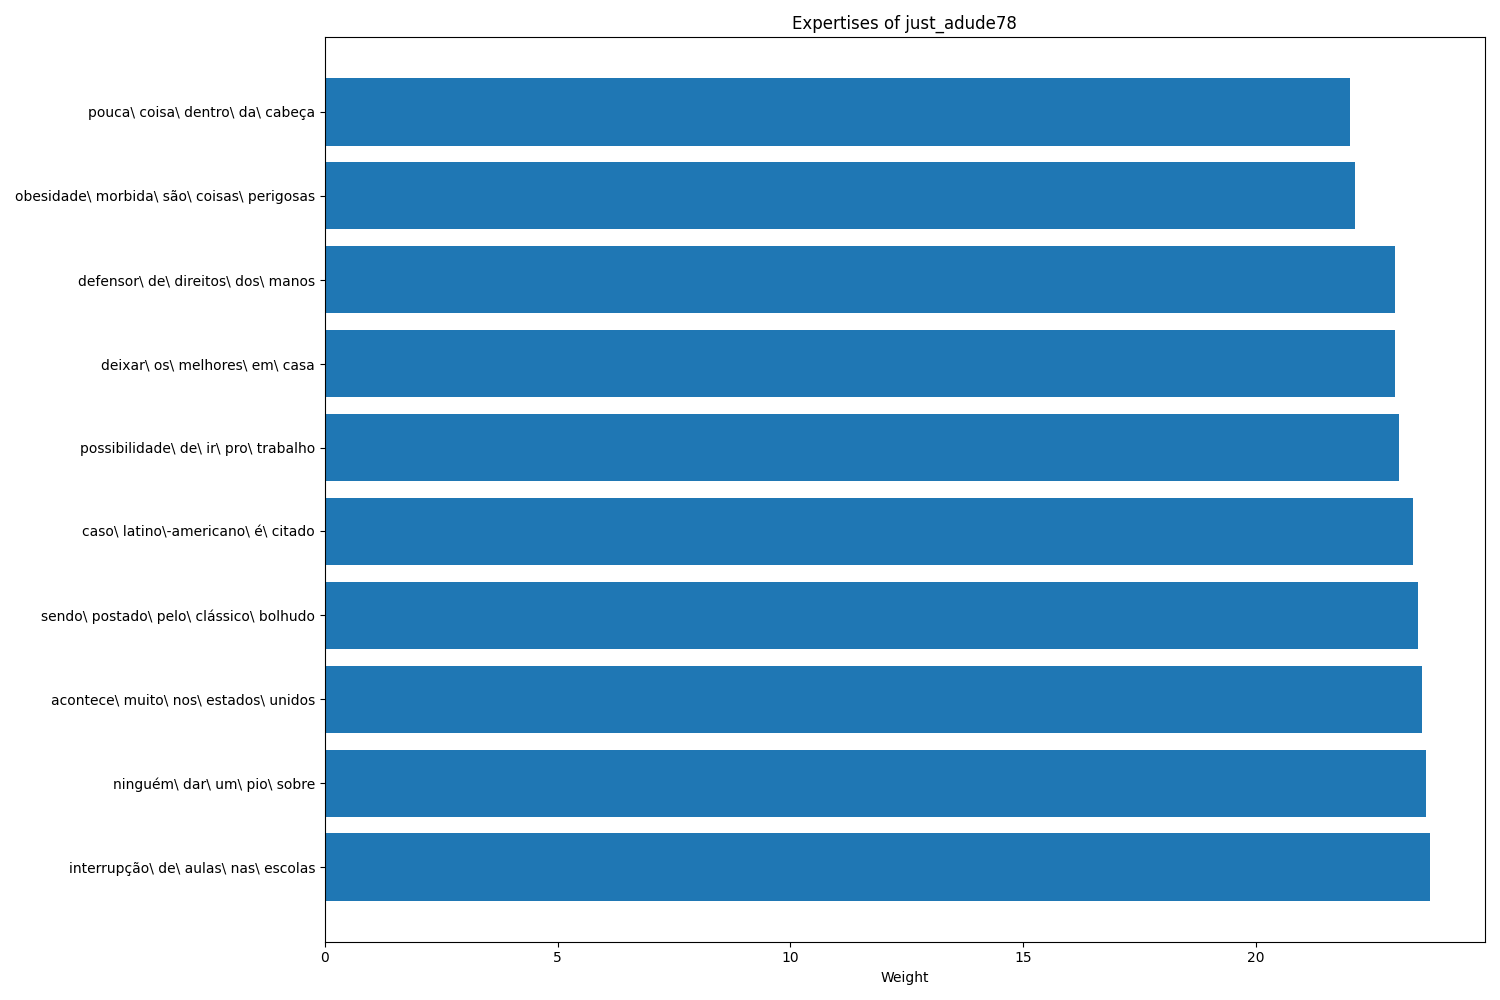 Expertises of just_adude78
pouca\ coisa\ dentro\ da\ cabeça
obesidade\ morbida\ são\ coisas\ perigosas
defensor\ de\ direitos\ dos\ manos
deixar\ os\ melhores\ em\ casa
possibilidade\ de\ ir\ pro\ trabalho
caso\ latino\-americano\ é\ citado
sendo\ postado\ pelo\ clássico\ bolhudo
acontece\ muito\ nos\ estados\ unidos
ninguém\ dar\ um\ pio\ sobre
interrupção\ de\ aulas\ nas\ escolas
0 5 10 15 20
Weight